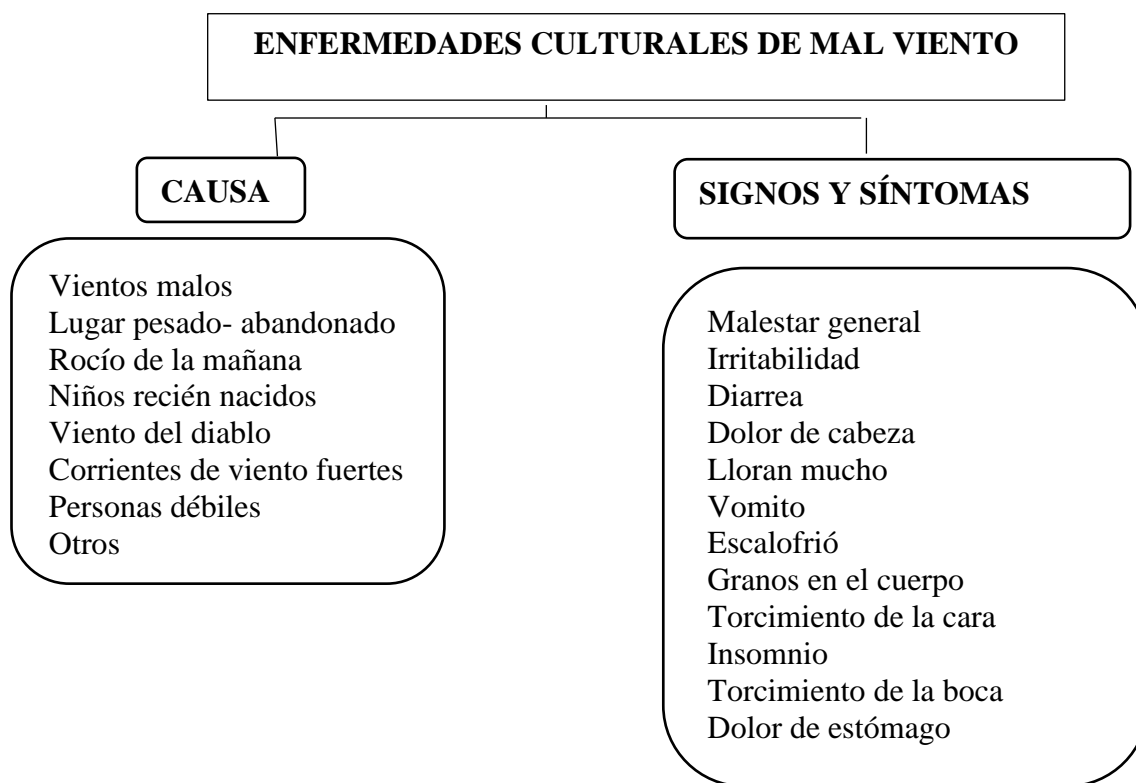 ENFERMEDADES CULTURALES DE MAL VIENTO
CAUSA
Vientos malos
Lugar pesado- abandonado
Rocío de la mañana
Niños recién nacidos
Viento del diablo
Corrientes de viento fuertes
Personas débiles
Otros
SIGNOS Y SÍNTOMAS
Malestar general
Irritabilidad
Diarrea
Dolor de cabeza
Lloran mucho
Vomito
Escalofrió
Granos en el cuerpo
Torcimiento de la cara
Insomnio
Torcimiento de la boca
Dolor de estómago